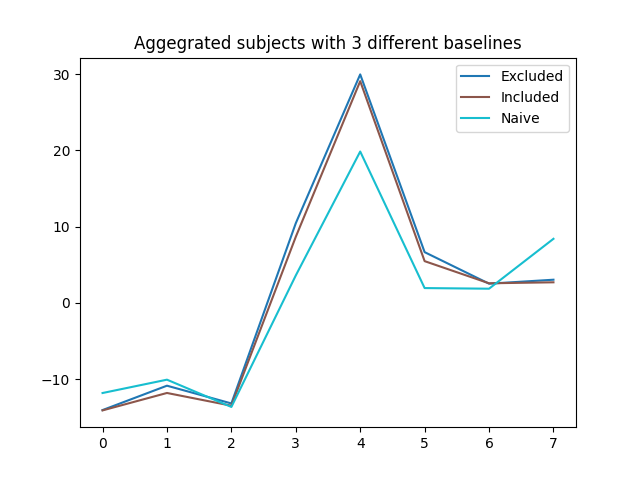 Aggegrated subjects with 3 different baselines
30
20
10
0
−10
0 1 2 3 4 5 6 7
Excluded
Included
Naive